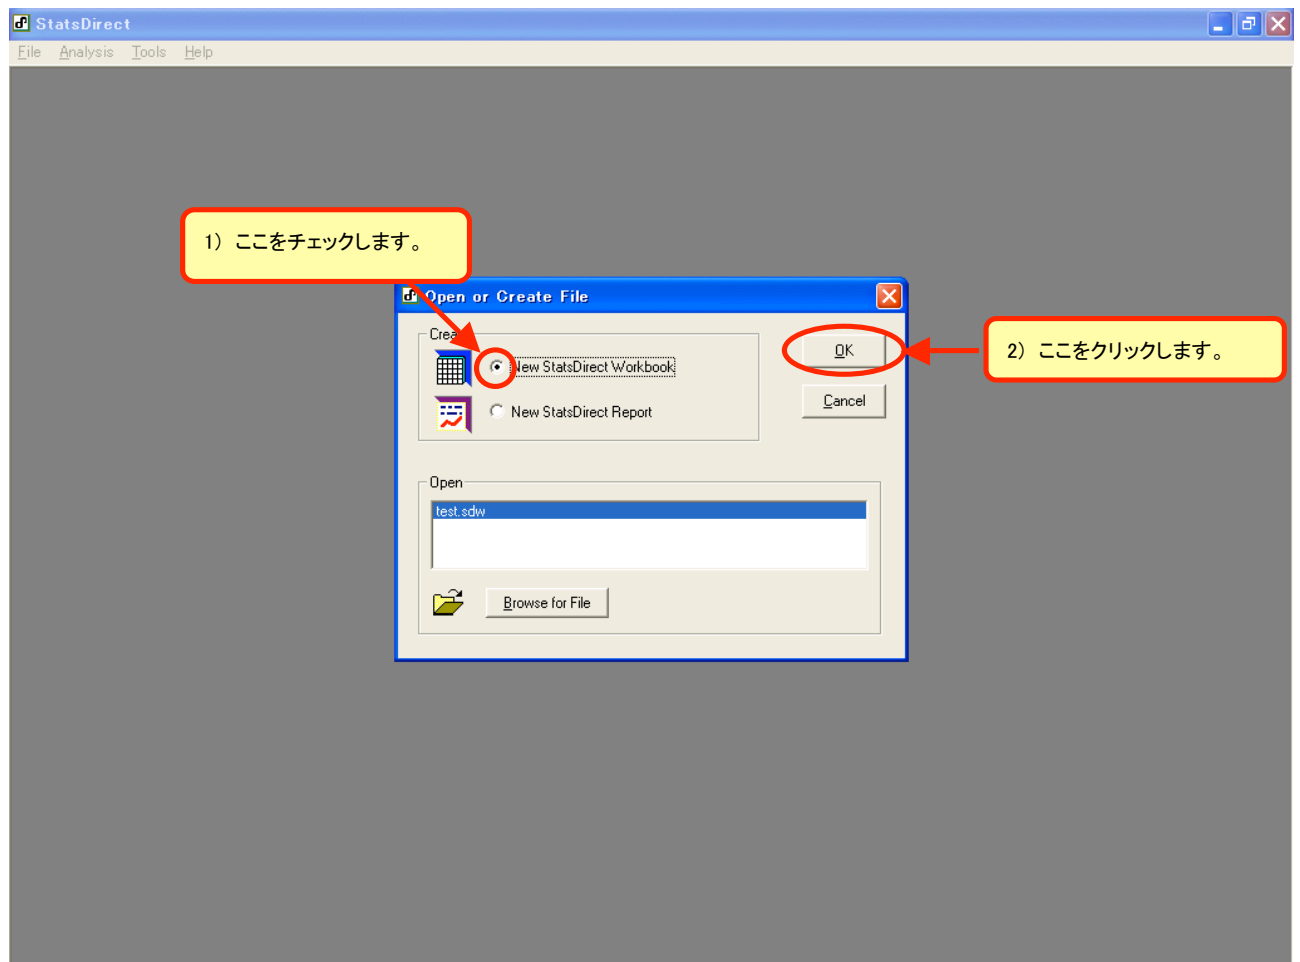 StatsDirect
File Analysis Tools Help
1) ここをチェックします。
Open or Create File
Crea
New StatsDirect Workbook
OK
2) ここをクリックします。
New StatsDirect Report
Cancel
Open
test.sdw
Browse for File